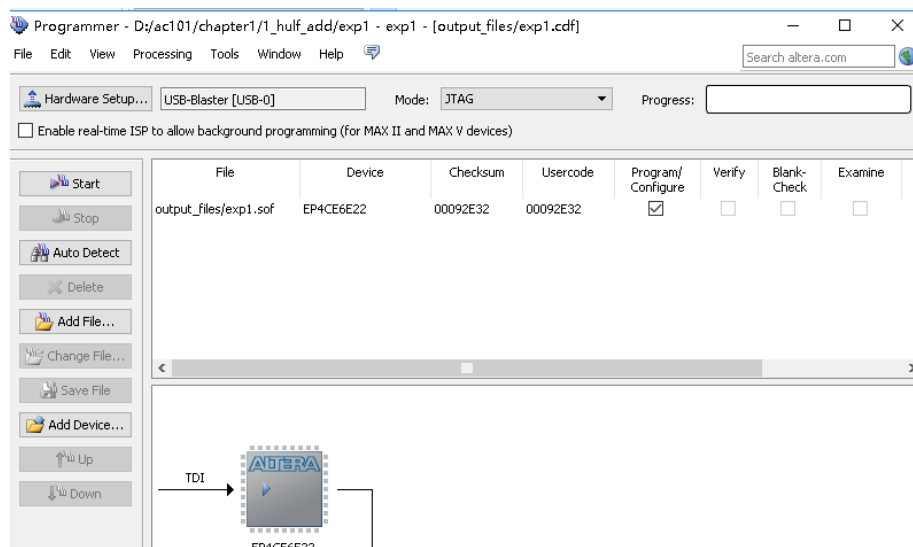 Programmer - D:/ac101/chapter1/1_hulf_add/exp1 - exp1 - [output_files/exp1.cdf]
File Edit View Processing Tools Window Help
Search altera.com
Hardware Setup... USB-Blaster [USB-0] Mode: JTAG Progress:
Enable real-time ISP to allow background programming (for MAX II and MAX V devices)
File Device Checksum Usercode Program/ Verify Blank- Examine
Configure Check
Start
output_files/exp1.sof EP4CE6E22 00092E32 00092E32
Stop
Auto Detect
Delete
Add File...
Change File...
Save File
Add Device...
Up
Down
ALTERA
TDI
EP4CE6E22